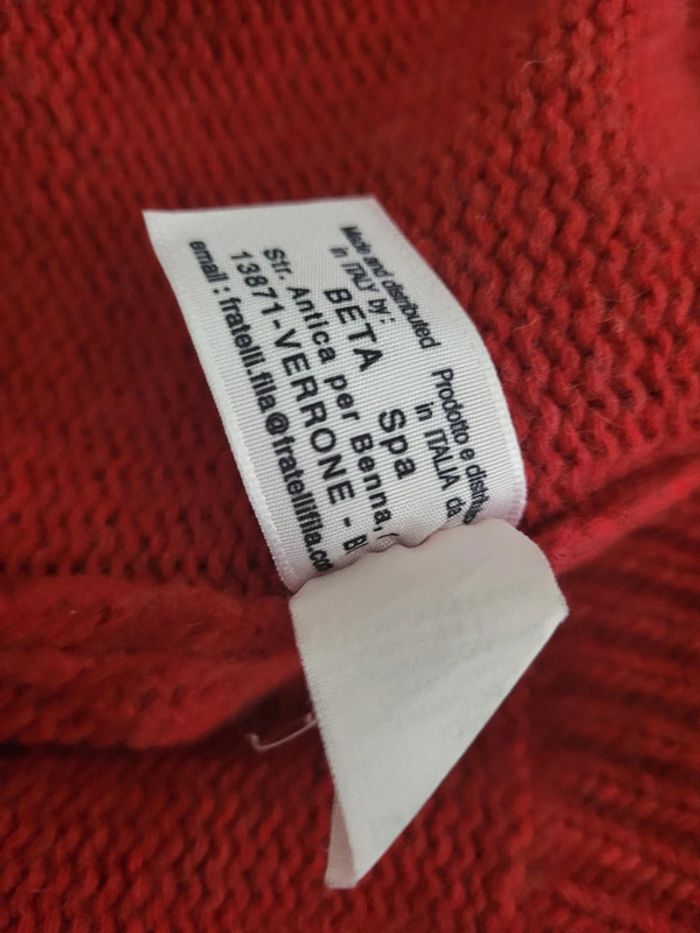 Made and distributed Prodotto e distrib
in ITALY by: in ITALIA da
BETA Spa
Str. Antica per Benna,
13871-VERRONE - BI
email : fratelli.fila@fratellifila.co